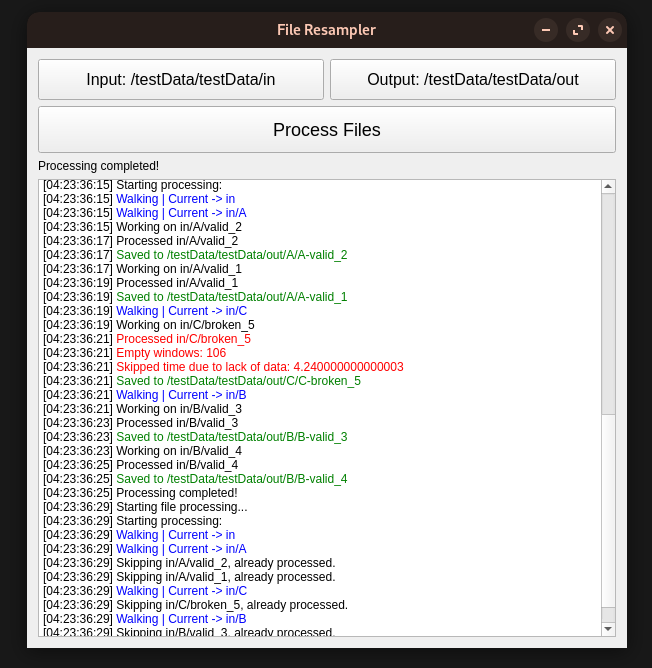 File Resampler
Input: /testData/testData/in
Output: /testData/testData/out
Process Files
Processing completed!
[04:23:36:15] Starting processing:
[04:23:36:15] Walking | Current -> in
[04:23:36:15] Walking | Current -> in/A
[04:23:36:15] Working on in/A/valid_2
[04:23:36:17] Processed in/A/valid_2
[04:23:36:17] Saved to /testData/testData/out/A/A-valid_2
[04:23:36:17] Working on in/A/valid_1
[04:23:36:19] Processed in/A/valid_1
[04:23:36:19] Saved to /testData/testData/out/A/A-valid_1
[04:23:36:19] Walking | Current -> in/C
[04:23:36:19] Working on in/C/broken_5
[04:23:36:21] Processed in/C/broken_5
[04:23:36:21] Empty windows: 106
[04:23:36:21] Skipped time due to lack of data: 4.240000000000003
[04:23:36:21] Saved to /testData/testData/out/C/C-broken_5
[04:23:36:21] Walking | Current -> in/B
[04:23:36:21] Working on in/B/valid_3
[04:23:36:23] Processed in/B/valid_3
[04:23:36:23] Saved to /testData/testData/out/B/B-valid_3
[04:23:36:23] Working on in/B/valid_4
[04:23:36:25] Processed in/B/valid_4
[04:23:36:25] Saved to /testData/testData/out/B/B-valid_4
[04:23:36:25] Processing completed!
[04:23:36:29] Starting file processing...
[04:23:36:29] Starting processing:
[04:23:36:29] Walking | Current -> in
[04:23:36:29] Walking | Current -> in/A
[04:23:36:29] Skipping in/A/valid_2, already processed.
[04:23:36:29] Skipping in/A/valid_1, already processed.
[04:23:36:29] Walking | Current -> in/C
[04:23:36:29] Skipping in/C/broken_5, already processed.
[04:23:36:29] Walking | Current -> in/B
[04:23:36:29] Skipping in/B/valid_3, already processed.